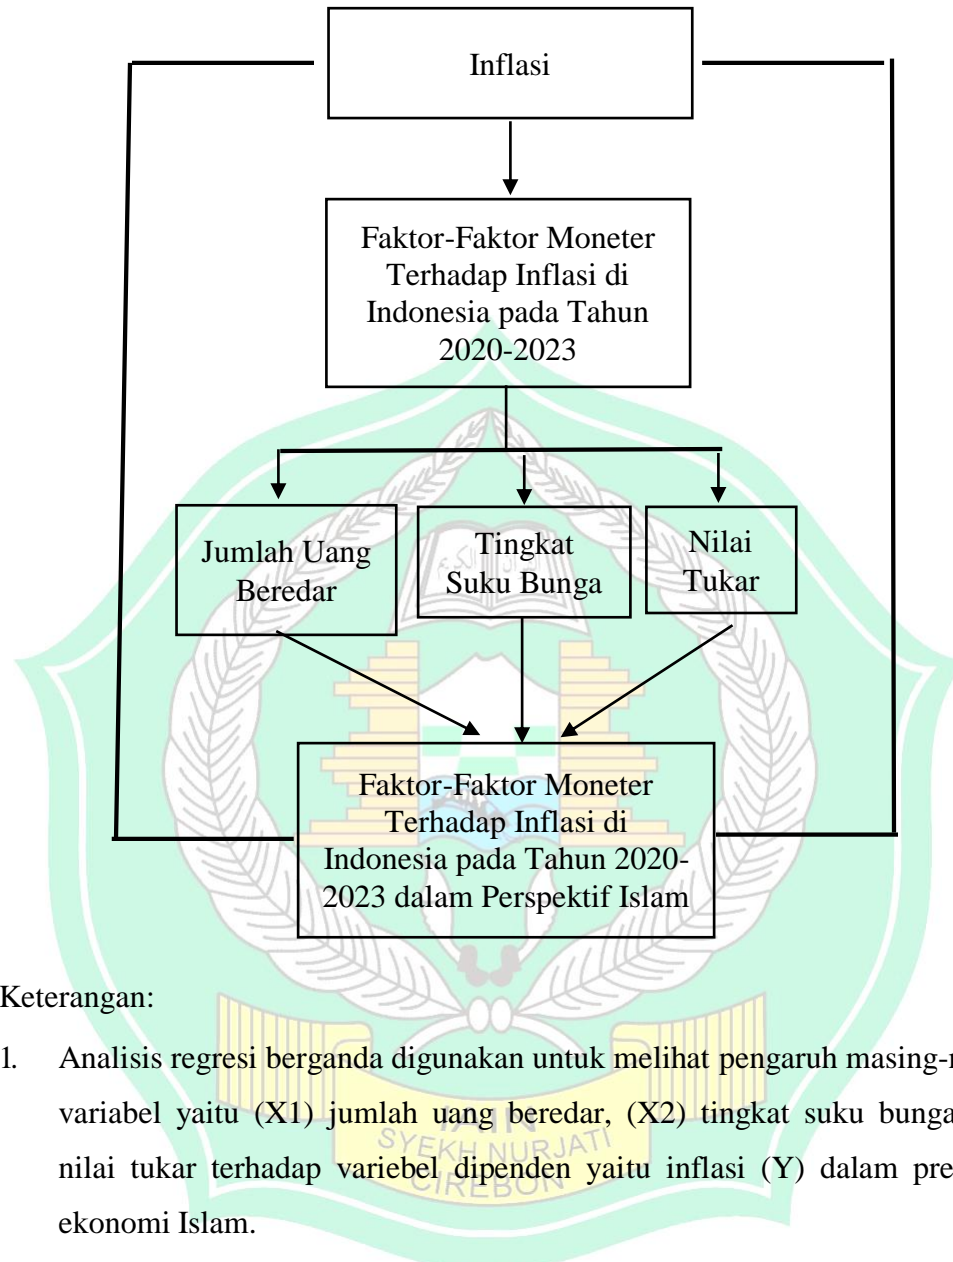 Inflasi
Faktor-Faktor Moneter
Terhadap Inflasi di
Indonesia pada Tahun
2020-2023
Jumlah Uang
Beredar
Tingkat
Suku Bunga
Nilai
Tukar
Faktor-Faktor Moneter
Terhadap Inflasi di
Indonesia pada Tahun 2020-
2023 dalam Perspektif Islam
Keterangan:
1. Analisis regresi berganda digunakan untuk melihat pengaruh
variabel yaitu (X1) jumlah uang beredar, (X2) tingkat suku bunga
nilai tukar terhadap variebel dipenden yaitu inflasi (Y) dalam
ekonomi Islam.
IAIN
SYEKH NURJATI
CIREBON